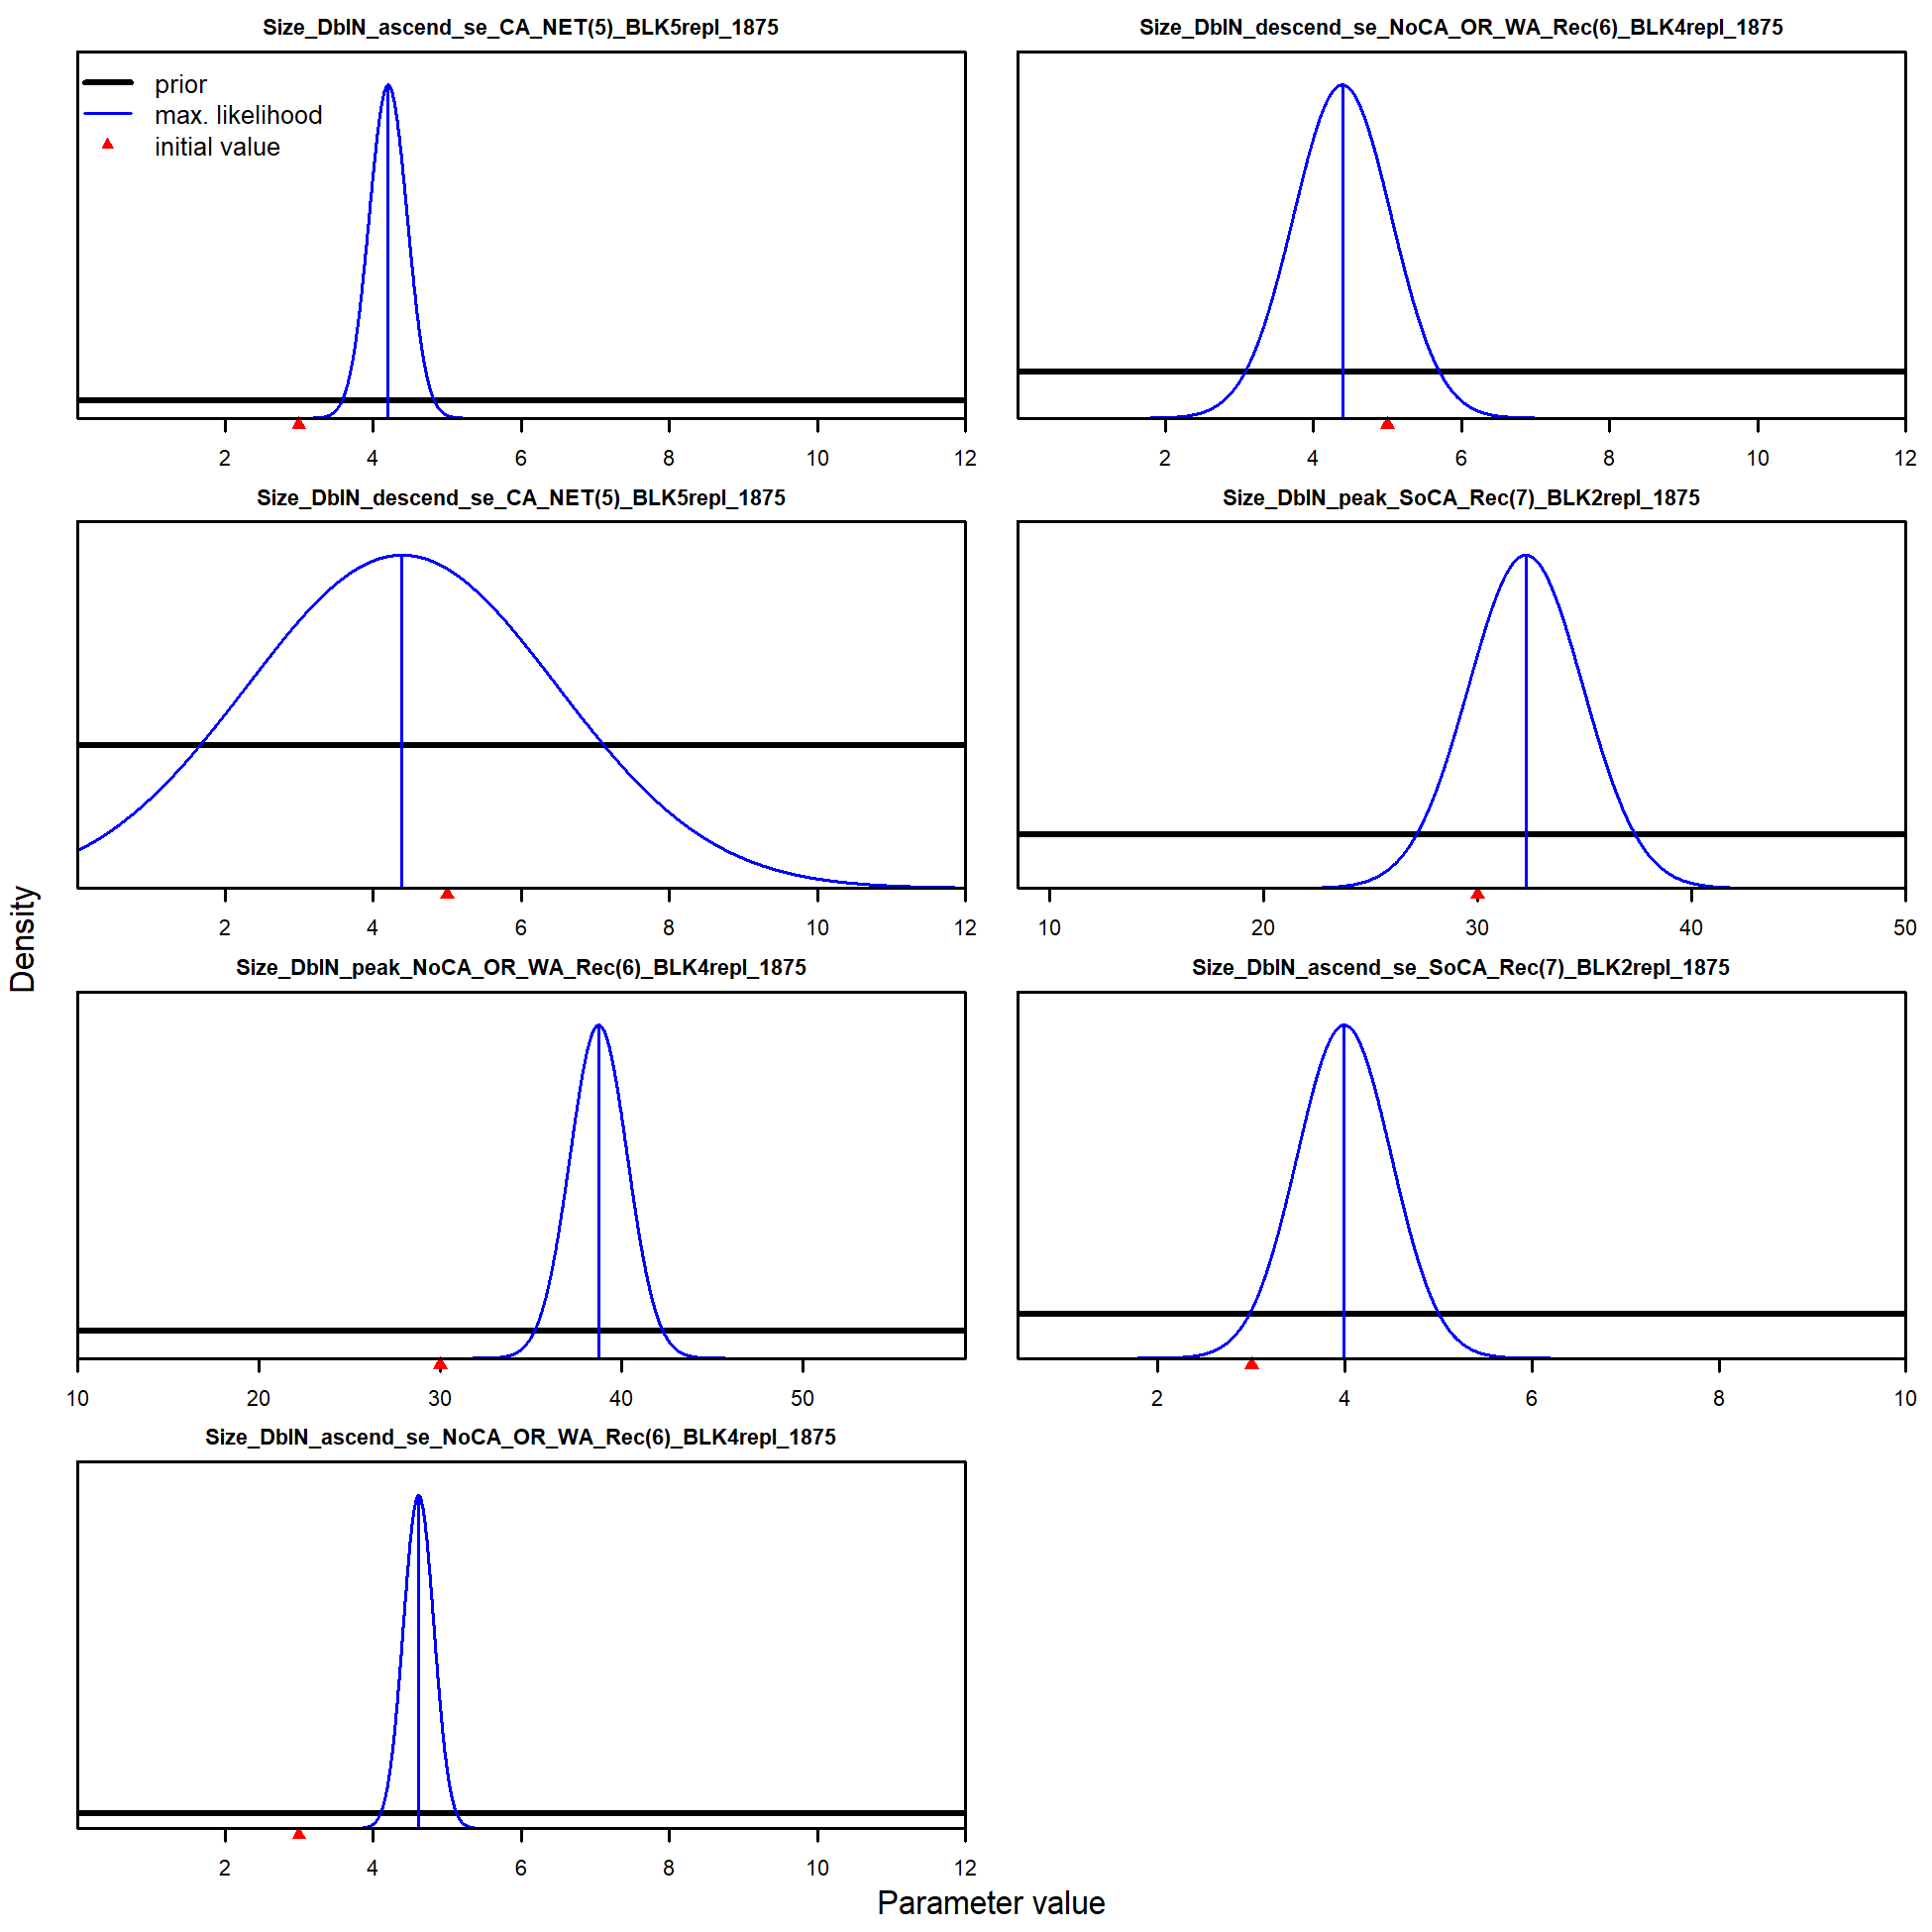 Size_DblN_ascend_se_CA_NET(5)_BLK5repl_1875
prior
max. likelihood
initial value
2 4 6 8 10 12
Size_DblN_descend_se_NoCA_OR_WA_Rec(6)_BLK4repl_1875
2 4 6 8 10 12
Size_DblN_descend_se_CA_NET(5)_BLK5repl_1875
2 4 6 8 10 12
Size_DblN_peak_SoCA_Rec(7)_BLK2repl_1875
10 20 30 40 50
Size_DblN_peak_NoCA_OR_WA_Rec(6)_BLK4repl_1875
10 20 30 40 50
Size_DblN_ascend_se_SoCA_Rec(7)_BLK2repl_1875
2 4 6 8 10
Size_DblN_ascend_se_NoCA_OR_WA_Rec(6)_BLK4repl_1875
2 4 6 8 10 12
Density
Parameter value